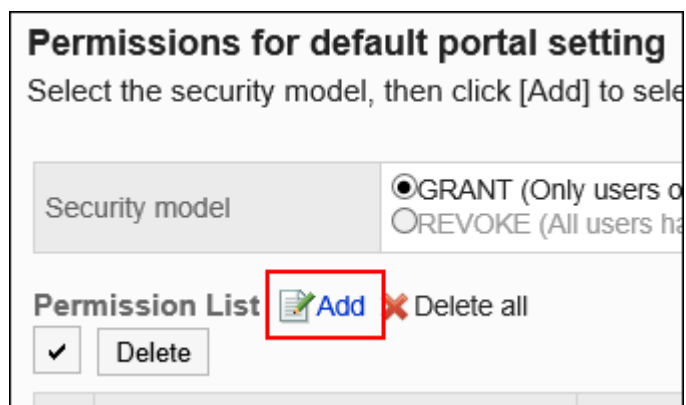 Permissions for default portal setting
Select the security model, then click [Add] to sele
Security model
GRANT (Only users o
REVOKE (All users ha
Permission List Add Delete all
Delete